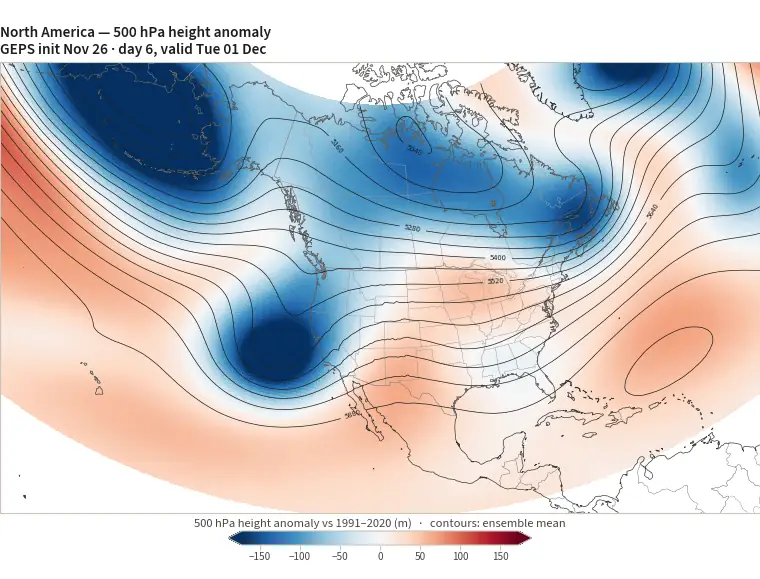 North America — 500 hPa height anomaly
GEPS init Nov 26 · day 6, valid Tue 01 Dec
5160
5040
5280
5640
5400
5520
5880
500 hPa height anomaly vs 1991–2020 (m)   ·   contours: ensemble mean
−150 −100 −50 0 50 100 150